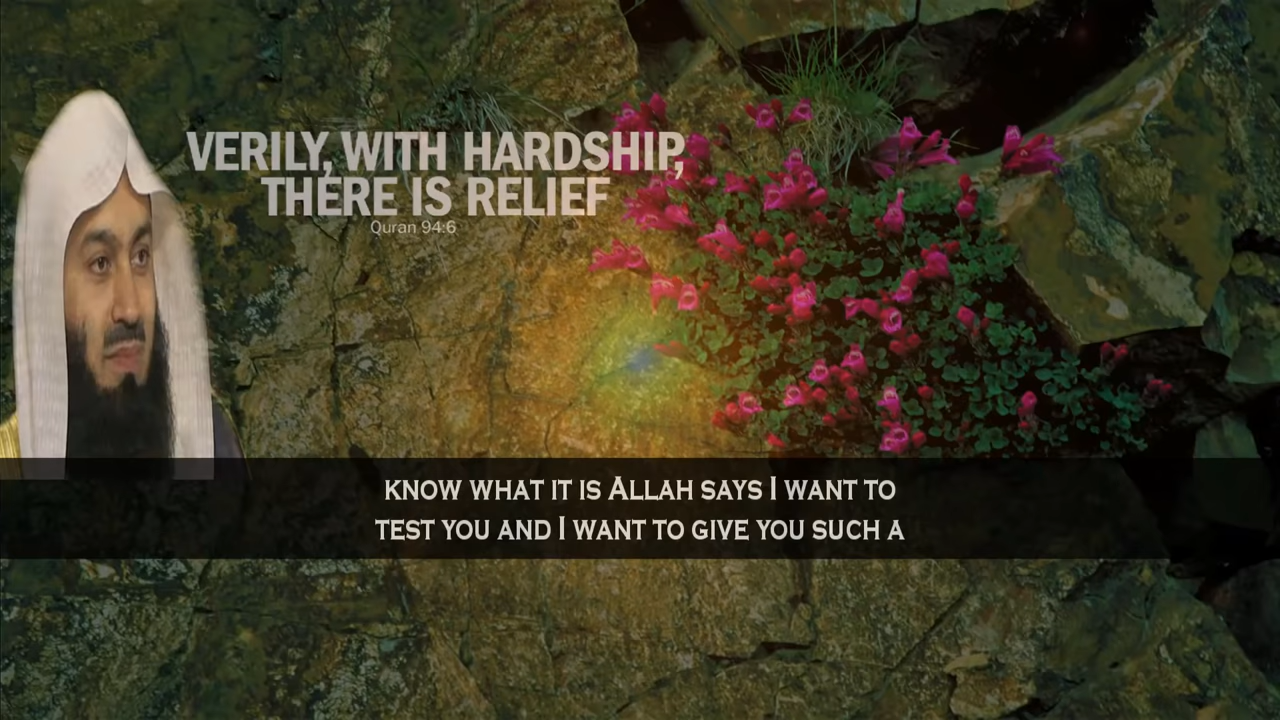 VERILY, WITH HARDSHIP,
THERE IS RELIEF
Quran 94:6
KNOW WHAT IT IS ALLAH SAYS I WANT TO
TEST YOU AND I WANT TO GIVE YOU SUCH A